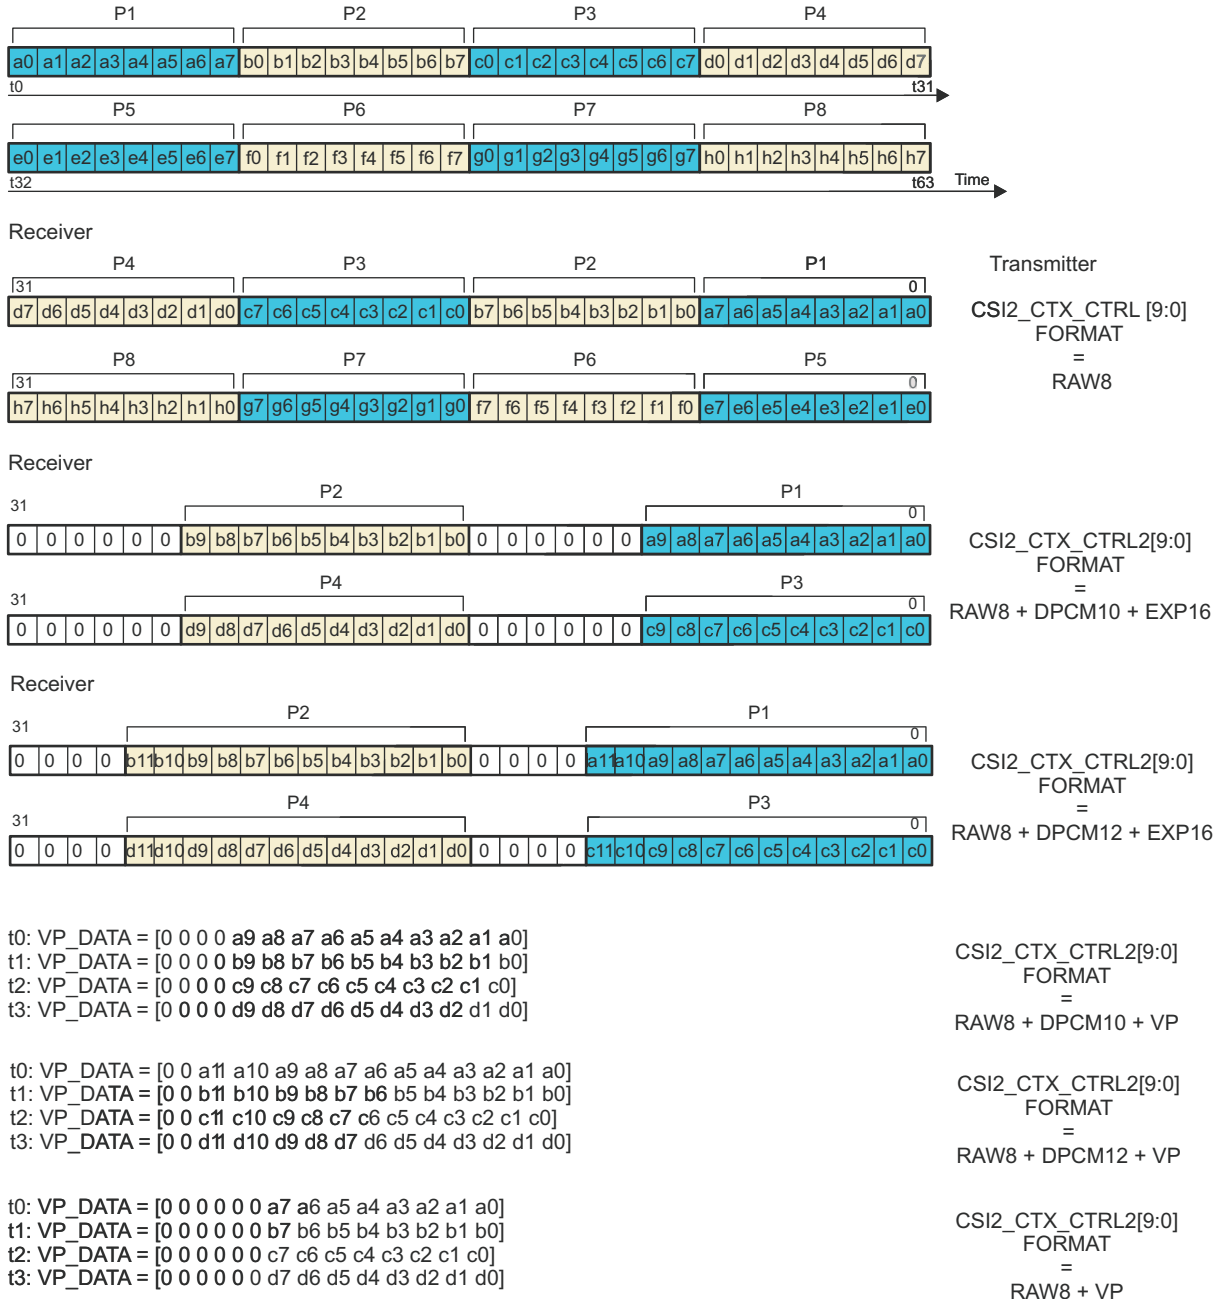 P1 P2 P3 P4
a0 a1 a2 a3 a4 a5 a6 a7 b0 b1 b2 b3 b4 b5 b6 b7 c0 c1 c2 c3 c4 c5 c6 c7 d0 d1 d2 d3 d4 d5 d6 d7
t0 t31
P5 P6 P7 P8
e0 e1 e2 e3 e4 e5 e6 e7 f0 f1 f2 f3 f4 f5 f6 f7 g0 g1 g2 g3 g4 g5 g6 g7 h0 h1 h2 h3 h4 h5 h6 h7
t32 t63 Time
Receiver
P4 P3 P2 P1
31 0
d7 d6 d5 d4 d3 d2 d1 d0 c7 c6 c5 c4 c3 c2 c1 c0 b7 b6 b5 b4 b3 b2 b1 b0 a7 a6 a5 a4 a3 a2 a1 a0
P8 P7 P6 P5
31 0
h7 h6 h5 h4 h3 h2 h1 h0 g7 g6 g5 g4 g3 g2 g1 g0 f7 f6 f5 f4 f3 f2 f1 f0 e7 e6 e5 e4 e3 e2 e1 e0
Transmitter
CSI2_CTX_CTRL [9:0]
FORMAT
=
RAW8
Receiver
P2 P1
31 0
0 0 0 0 0 0 b9 b8 b7 b6 b5 b4 b3 b2 b1 b0 0 0 0 0 0 0 a9 a8 a7 a6 a5 a4 a3 a2 a1 a0
P4 P3
31 0
0 0 0 0 0 0 d9 d8 d7 d6 d5 d4 d3 d2 d1 d0 0 0 0 0 0 0 c9 c8 c7 c6 c5 c4 c3 c2 c1 c0
CSI2_CTX_CTRL2[9:0]
FORMAT
=
RAW8 + DPCM10 + EXP16
Receiver
P2 P1
31 0
0 0 0 0 b11 b10 b9 b8 b7 b6 b5 b4 b3 b2 b1 b0 0 0 0 0 a11 a10 a9 a8 a7 a6 a5 a4 a3 a2 a1 a0
P4 P3
31 0
0 0 0 0 d11 d10 d9 d8 d7 d6 d5 d4 d3 d2 d1 d0 0 0 0 0 c11 c10 c9 c8 c7 c6 c5 c4 c3 c2 c1 c0
CSI2_CTX_CTRL2[9:0]
FORMAT
=
RAW8 + DPCM12 + EXP16
t0: VP_DATA = [0 0 0 0 a9 a8 a7 a6 a5 a4 a3 a2 a1 a0]
t1: VP_DATA = [0 0 0 0 b9 b8 b7 b6 b5 b4 b3 b2 b1 b0]
t2: VP_DATA = [0 0 0 0 c9 c8 c7 c6 c5 c4 c3 c2 c1 c0]
t3: VP_DATA = [0 0 0 0 d9 d8 d7 d6 d5 d4 d3 d2 d1 d0]
CSI2_CTX_CTRL2[9:0]
FORMAT
=
RAW8 + DPCM10 + VP
t0: VP_DATA = [0 0 a11 a10 a9 a8 a7 a6 a5 a4 a3 a2 a1 a0]
t1: VP_DATA = [0 0 b11 b10 b9 b8 b7 b6 b5 b4 b3 b2 b1 b0]
t2: VP_DATA = [0 0 c11 c10 c9 c8 c7 c6 c5 c4 c3 c2 c1 c0]
t3: VP_DATA = [0 0 d11 d10 d9 d8 d7 d6 d5 d4 d3 d2 d1 d0]
CSI2_CTX_CTRL2[9:0]
FORMAT
=
RAW8 + DPCM12 + VP
t0: VP_DATA = [0 0 0 0 0 0 a7 a6 a5 a4 a3 a2 a1 a0]
t1: VP_DATA = [0 0 0 0 0 0 b7 b6 b5 b4 b3 b2 b1 b0]
t2: VP_DATA = [0 0 0 0 0 0 c7 c6 c5 c4 c3 c2 c1 c0]
t3: VP_DATA = [0 0 0 0 0 0 d7 d6 d5 d4 d3 d2 d1 d0]
CSI2_CTX_CTRL2[9:0]
FORMAT
=
RAW8 + VP